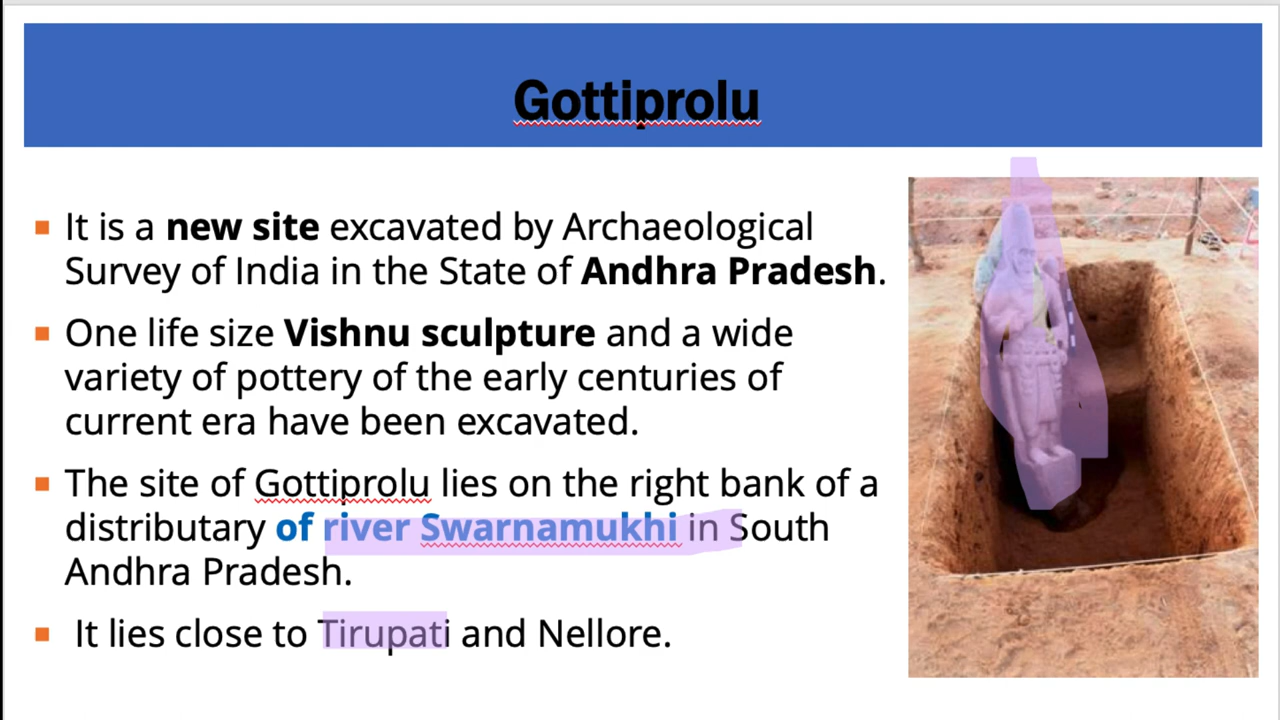 Gottiprolu
It is a new site excavated by Archaeological
Survey of India in the State of Andhra Pradesh.
One life size Vishnu sculpture and a wide
variety of pottery of the early centuries of
current era have been excavated.
The site of Gottiprolu lies on the right bank of a
distributary of river Swarnamukhi in South
Andhra Pradesh.
It lies close to Tirupati and Nellore.